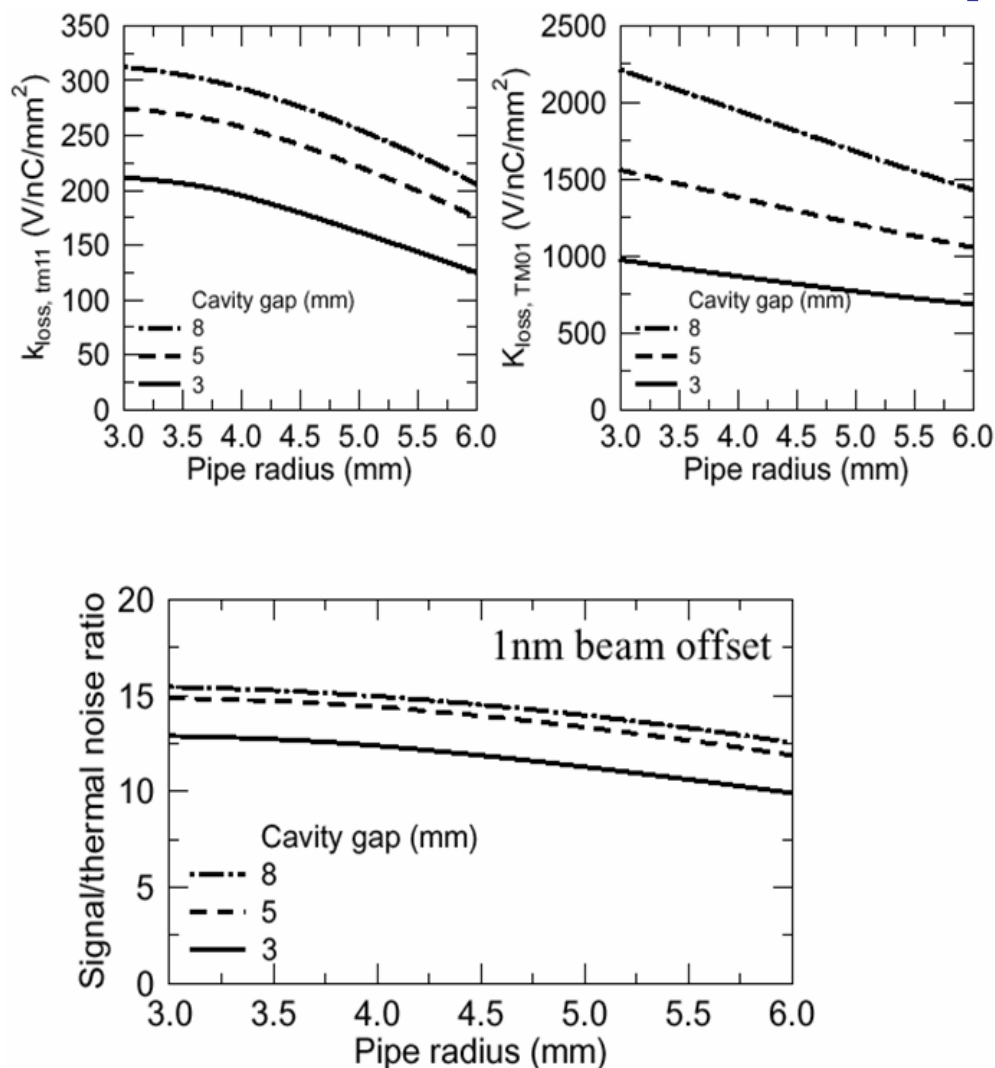 350
300
250
200
150
100
50
0
k_loss, tm11 (V/nC/mm²)
Cavity gap (mm)
8
5
3
3.0 3.5 4.0 4.5 5.0 5.5 6.0
Pipe radius (mm)
2500
2000
1500
1000
500
0
K_loss, TM01 (V/nC/mm²)
Cavity gap (mm)
8
5
3
3.0 3.5 4.0 4.5 5.0 5.5 6.0
Pipe radius (mm)
20
15
10
5
0
Signal/thermal noise ratio
1nm beam offset
Cavity gap (mm)
8
5
3
3.0 3.5 4.0 4.5 5.0 5.5 6.0
Pipe radius (mm)